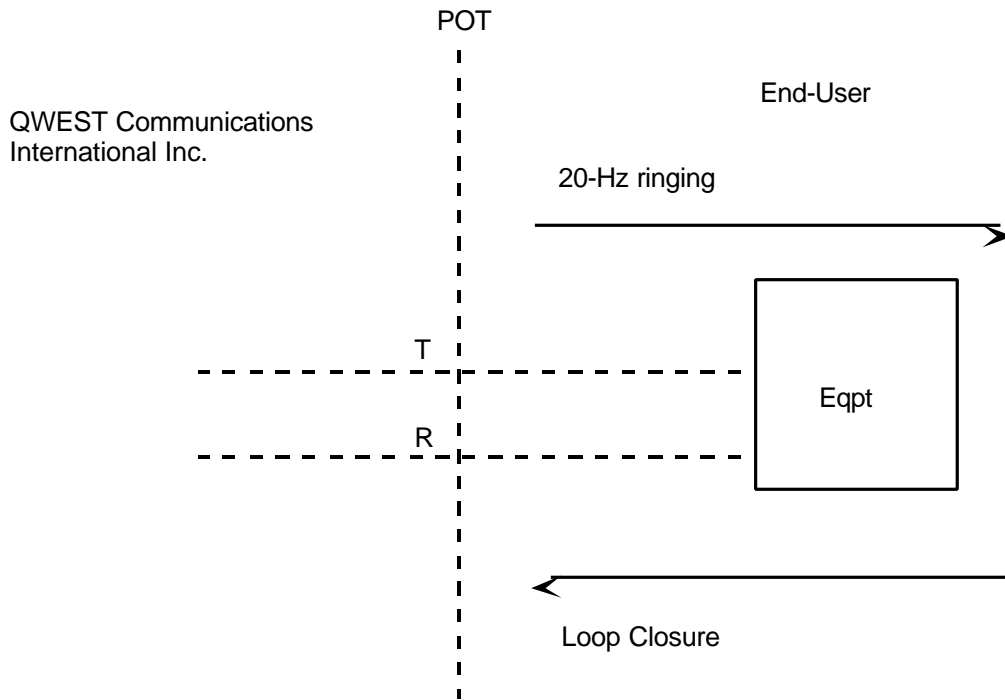 POT
End-User
QWEST Communications
International Inc.
20-Hz ringing
T
Eqpt
R
Loop Closure